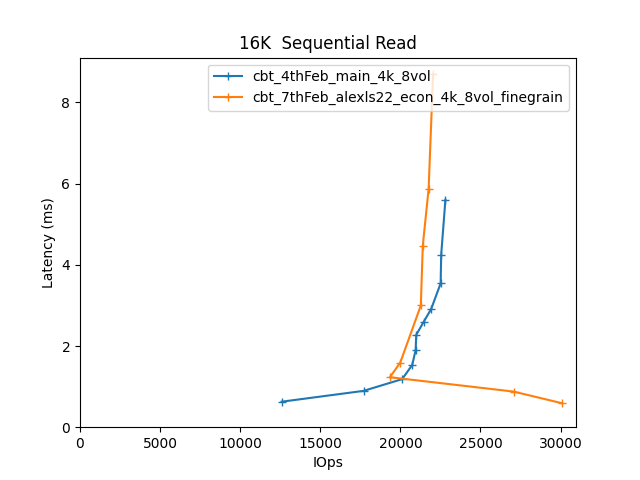 16K  Sequential Read
cbt_4thFeb_main_4k_8vol
cbt_7thFeb_alexls22_econ_4k_8vol_finegrain
Latency (ms)
8
6
4
2
0
0 5000 10000 15000 20000 25000 30000
IOps